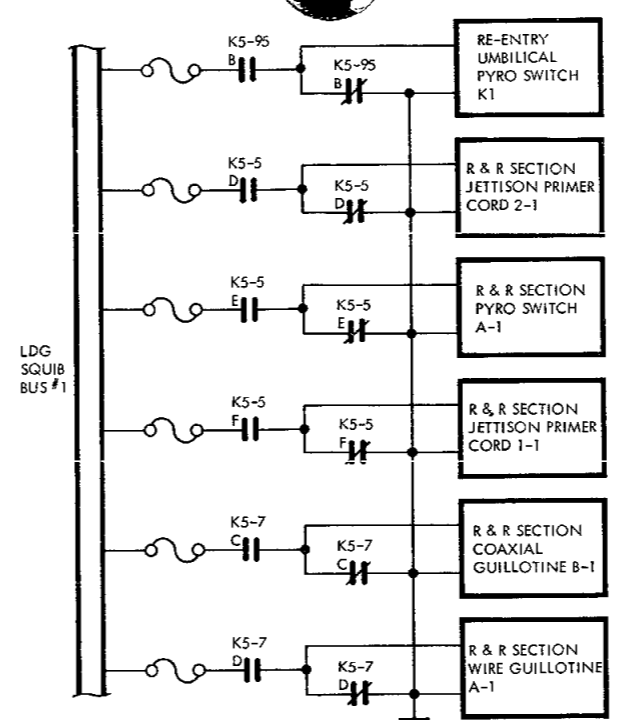 K5-95
B
K5-95
B
RE-ENTRY
UMBILICAL
PYRO SWITCH
K1
K5-5
D
K5-5
D
R & R SECTION
JETTISON PRIMER
CORD 2-1
K5-5
E
K5-5
E
R & R SECTION
PYRO SWITCH
A-1
LDG
SQUIB
BUS #1
K5-5
F
K5-5
F
R & R SECTION
JETTISON PRIMER
CORD 1-1
K5-7
C
K5-7
C
R & R SECTION
COAXIAL
GUILLOTINE B-1
K5-7
D
K5-7
D
R & R SECTION
WIRE GUILLOTINE
A-1